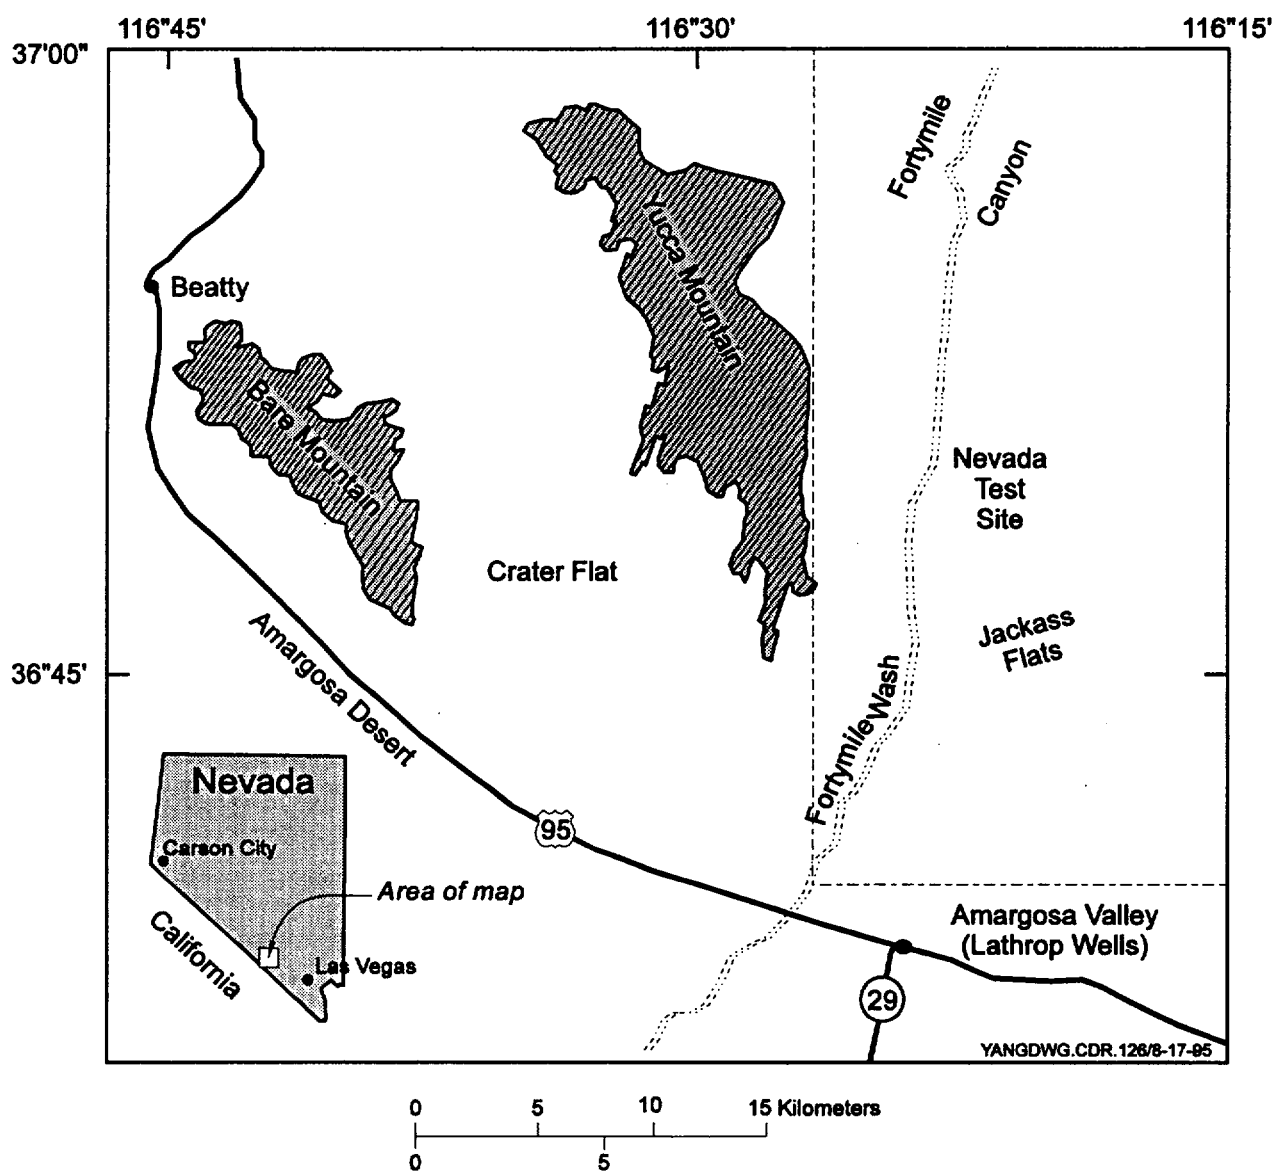 116"45' 116"30' 116"15'
37'00"
Fortymile
Canyon
Yucca Mountain
Beatty
Bare Mountain
Nevada
Test
Site
Crater Flat
Jackass
Flats
Amargosa Desert
36"45'
Fortymile Wash
Nevada
95
Carson City
Area of map
California
Las Vegas
Amargosa Valley
(Lathrop Wells)
29
YANGDWG.CDR.126/8-17-95
0 5 10 15 Kilometers
0 5